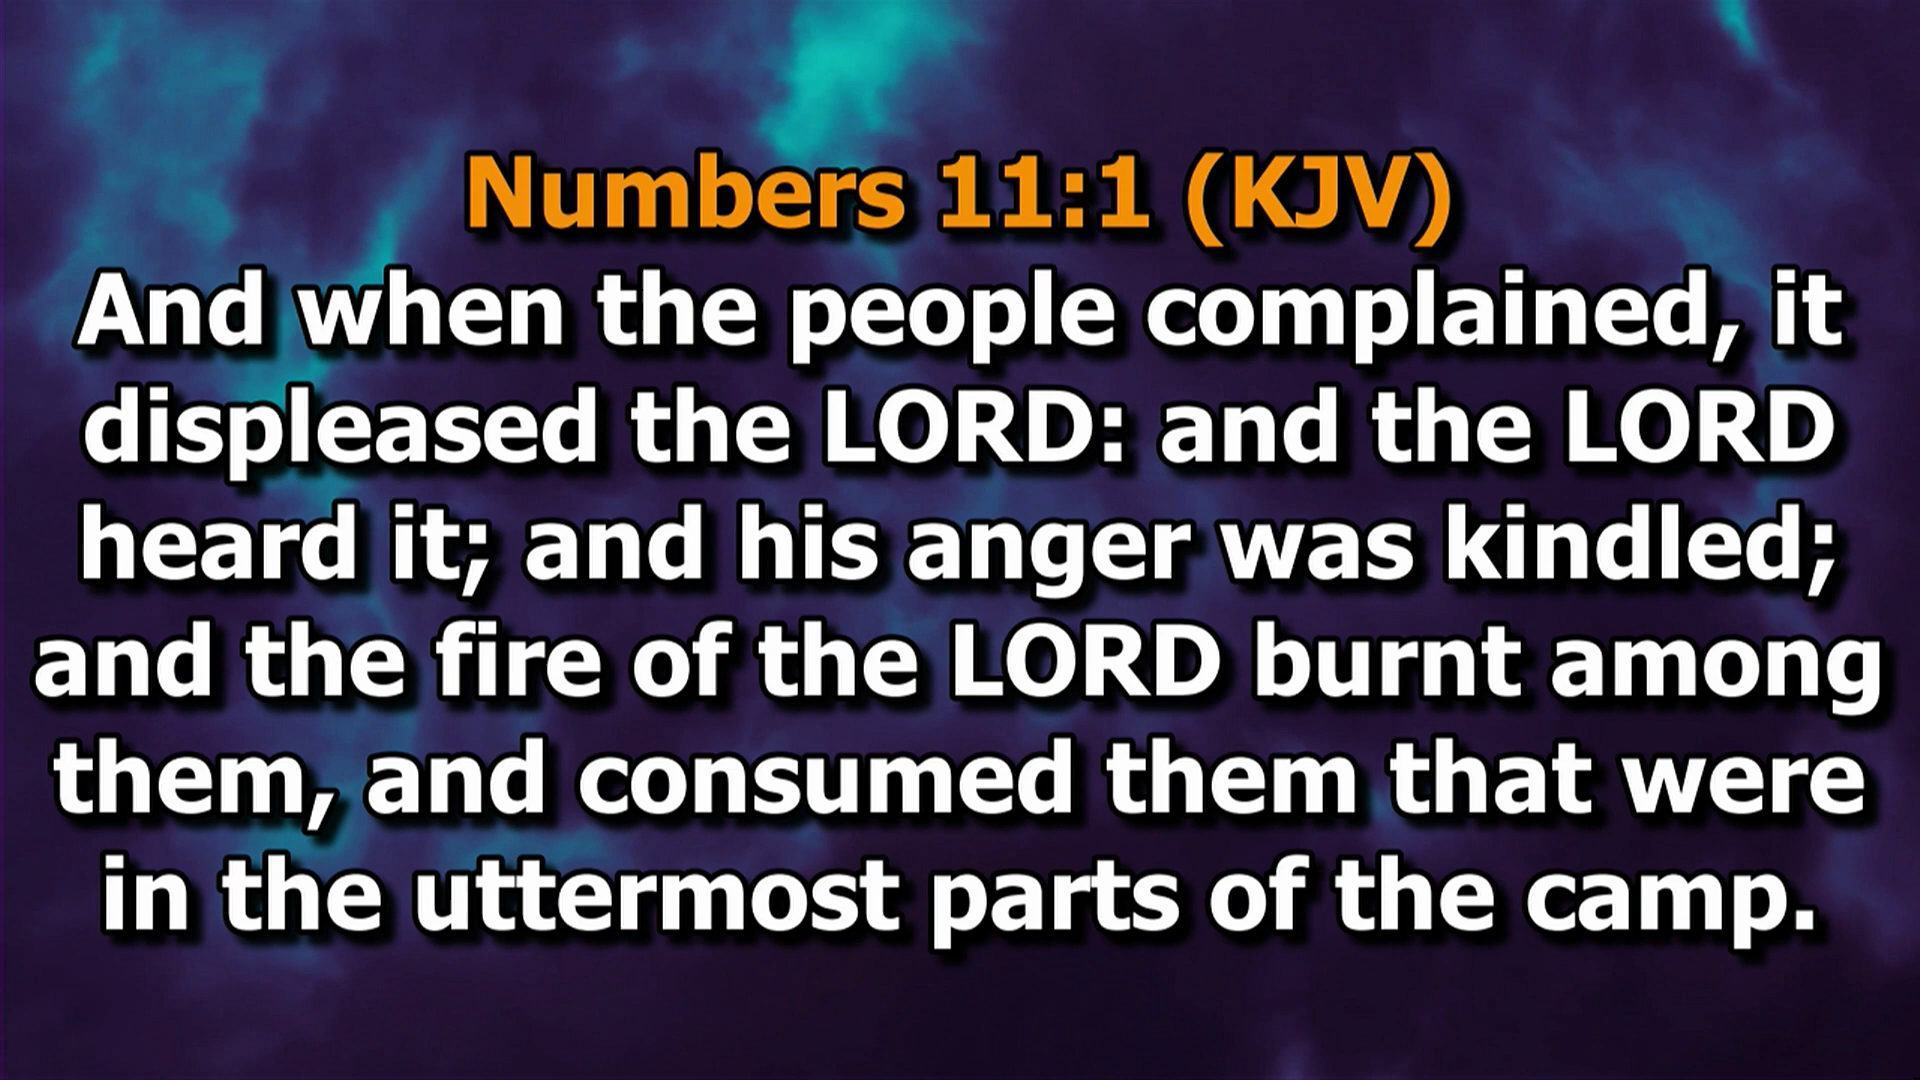 Numbers 11:1 (KJV)
And when the people complained, it
displeased the LORD: and the LORD
heard it; and his anger was kindled;
and the fire of the LORD burnt among
them, and consumed them that were
in the uttermost parts of the camp.